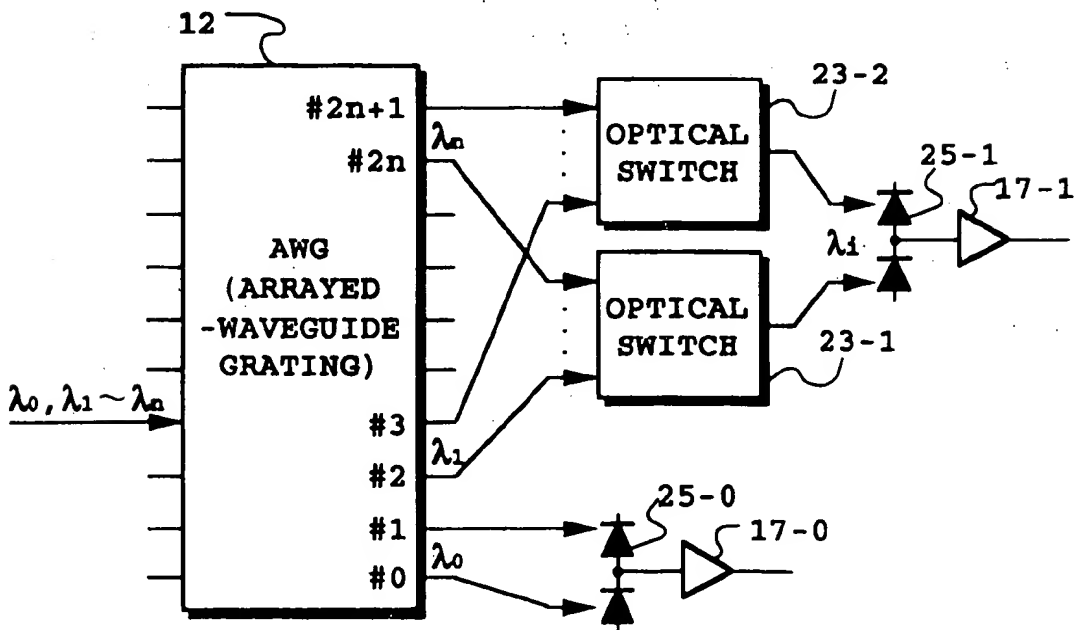 12
23-2
#2n+1
λn
#2n
OPTICAL
SWITCH
25-1
17-1
AWG
(ARRAYED
-WAVEGUIDE
GRATING)
λi
OPTICAL
SWITCH
23-1
λ0, λ1~λn
#3
λ1
#2
25-0
17-0
#1
λ0
#0